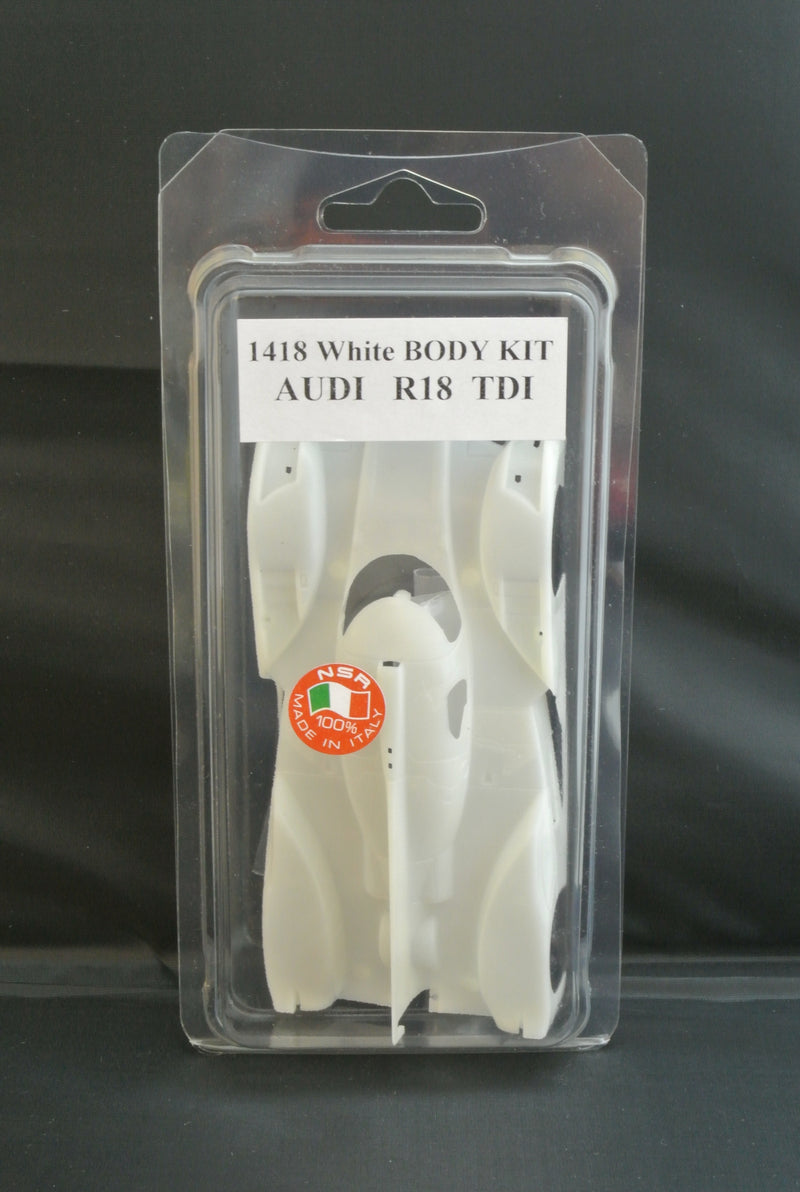 1418 White BODY KIT
AUDI R18 TDI
NSR
100%
MADE IN ITALY